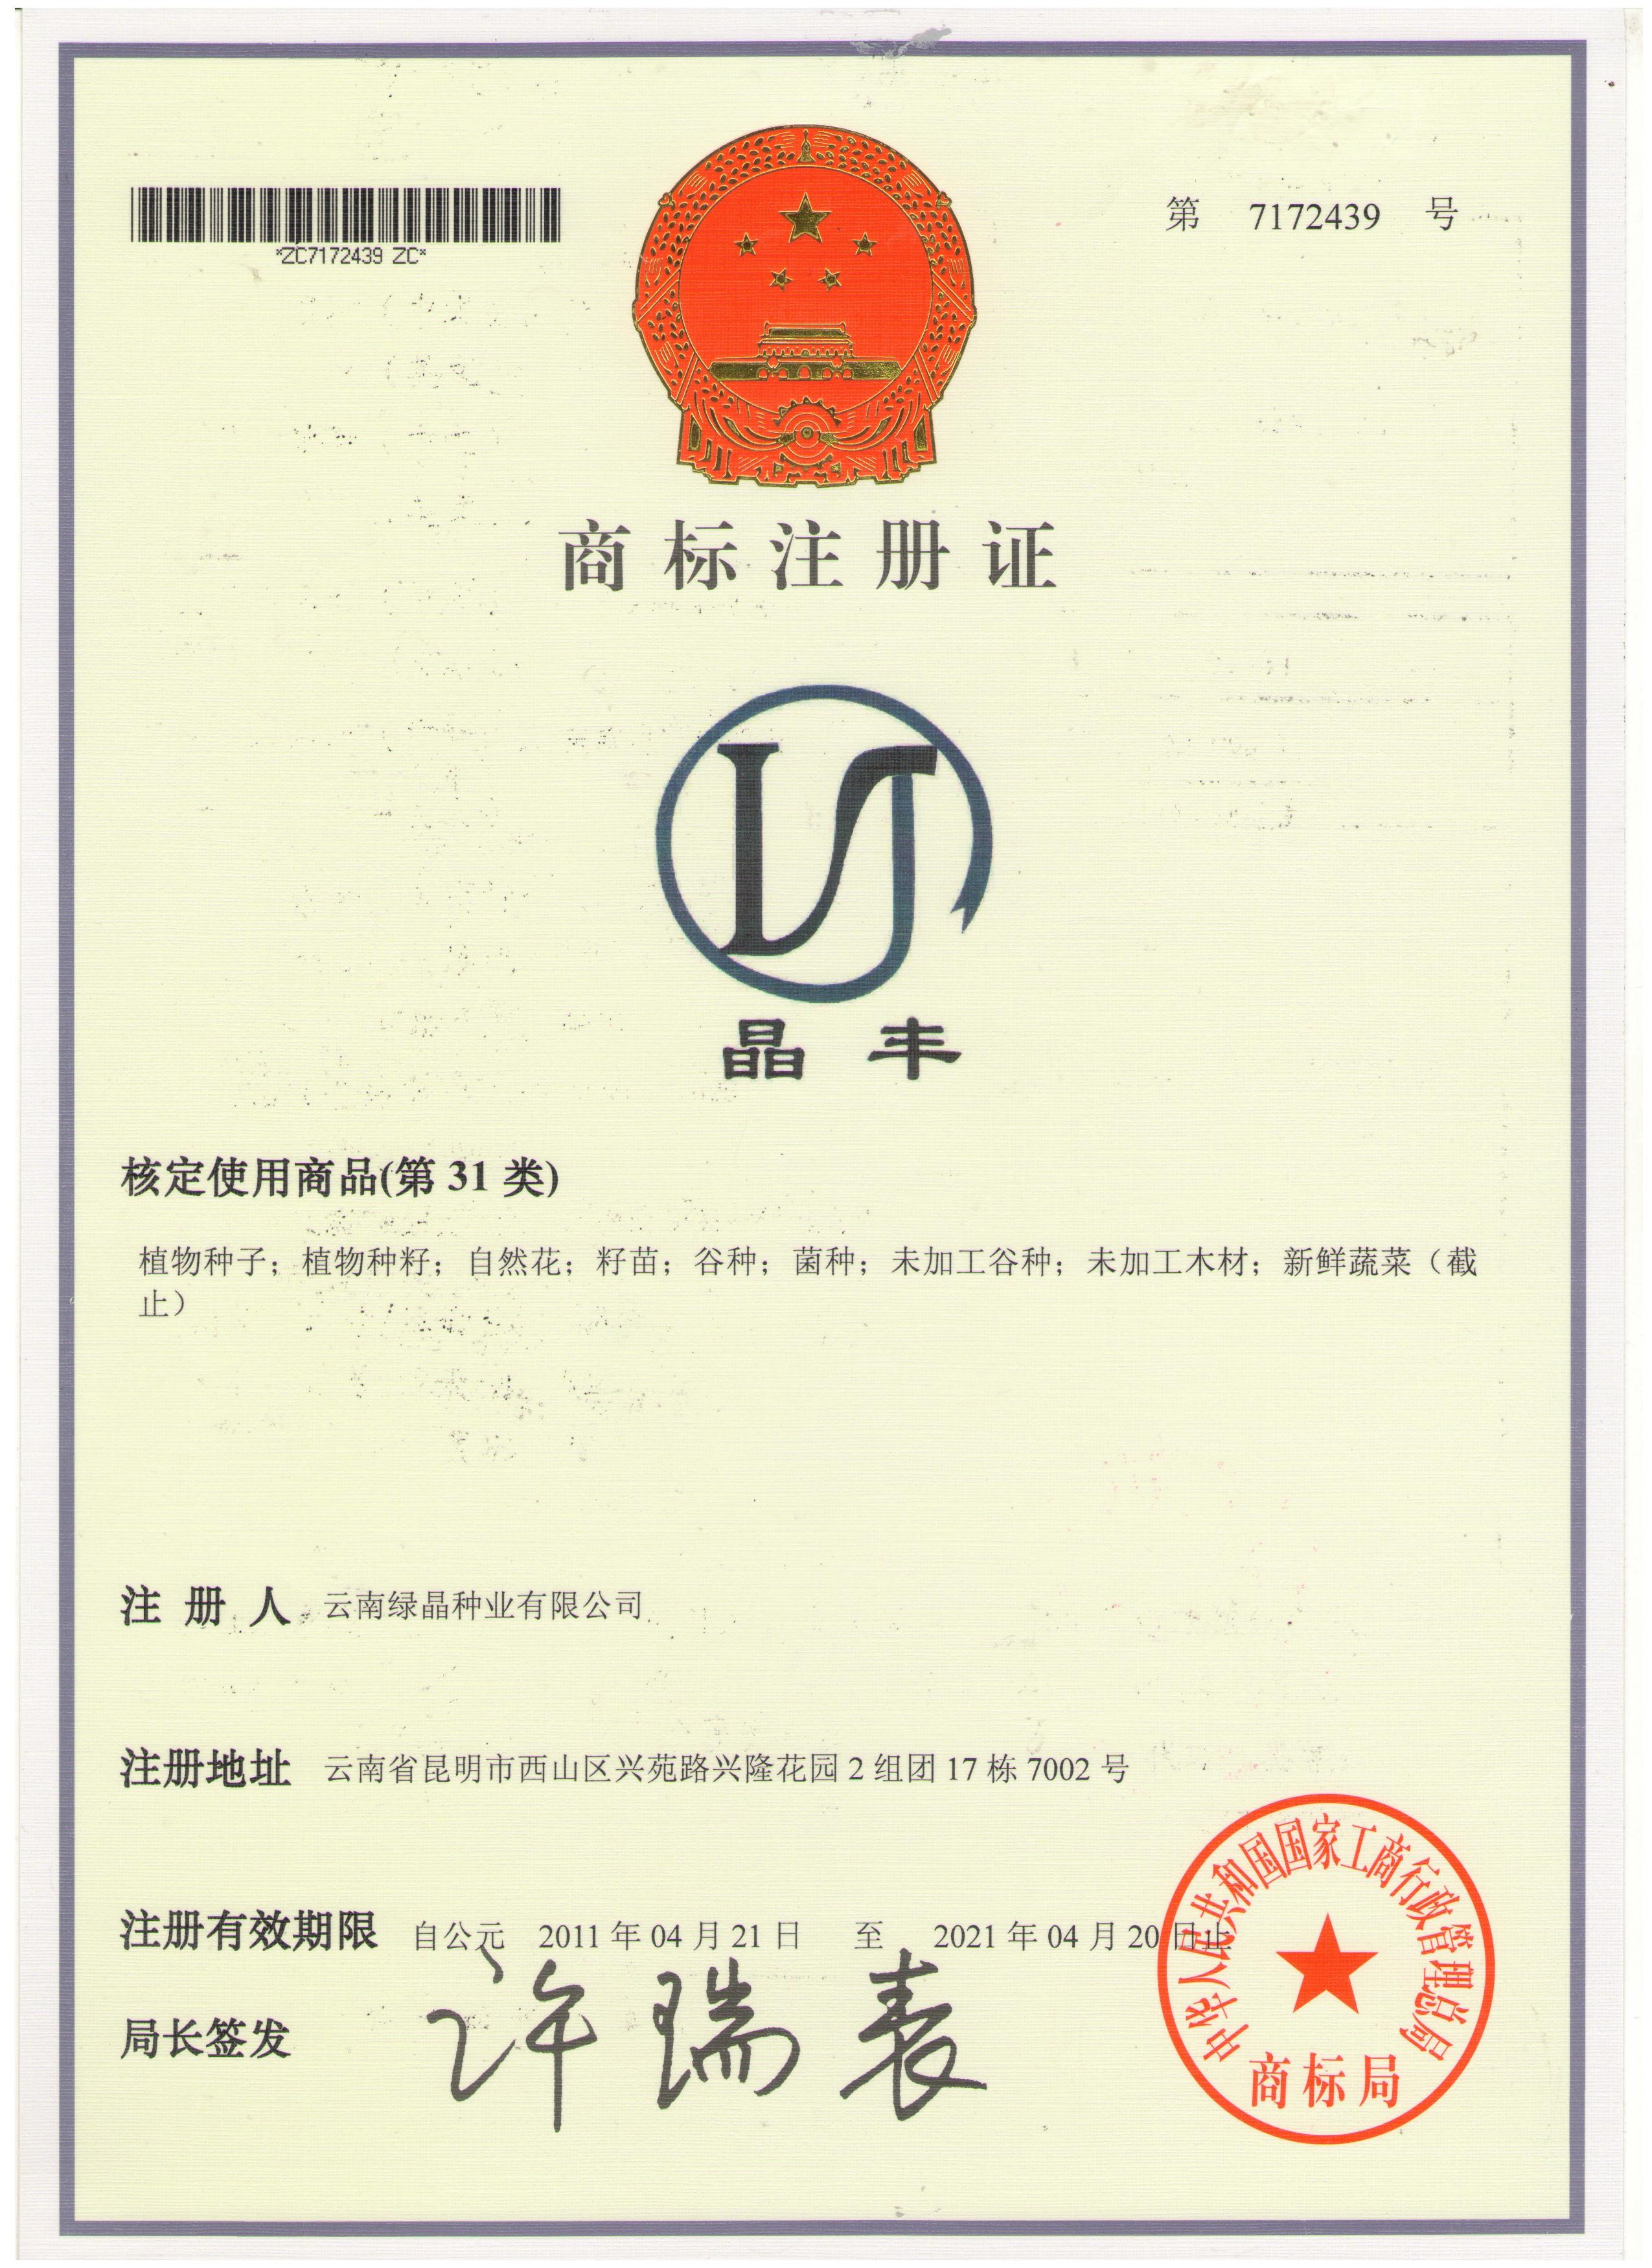 *ZC7172439 ZC*
第 7172439 号
商标注册证
LS
晶 丰
核定使用商品(第 31 类)
植物种子；植物种籽；自然花；籽苗；谷种；菌种；未加工谷种；未加工木材；新鲜蔬菜（截
止）
注 册 人 云南绿晶种业有限公司
注册地址 云南省昆明市西山区兴苑路兴隆花园 2 组团 17 栋 7002 号
注册有效期限 自公元 2011 年 04 月 21 日 至 2021 年 04 月 20 日止
局长签发 许瑞表
中华人民共和国国家工商行政管理总局
商标局